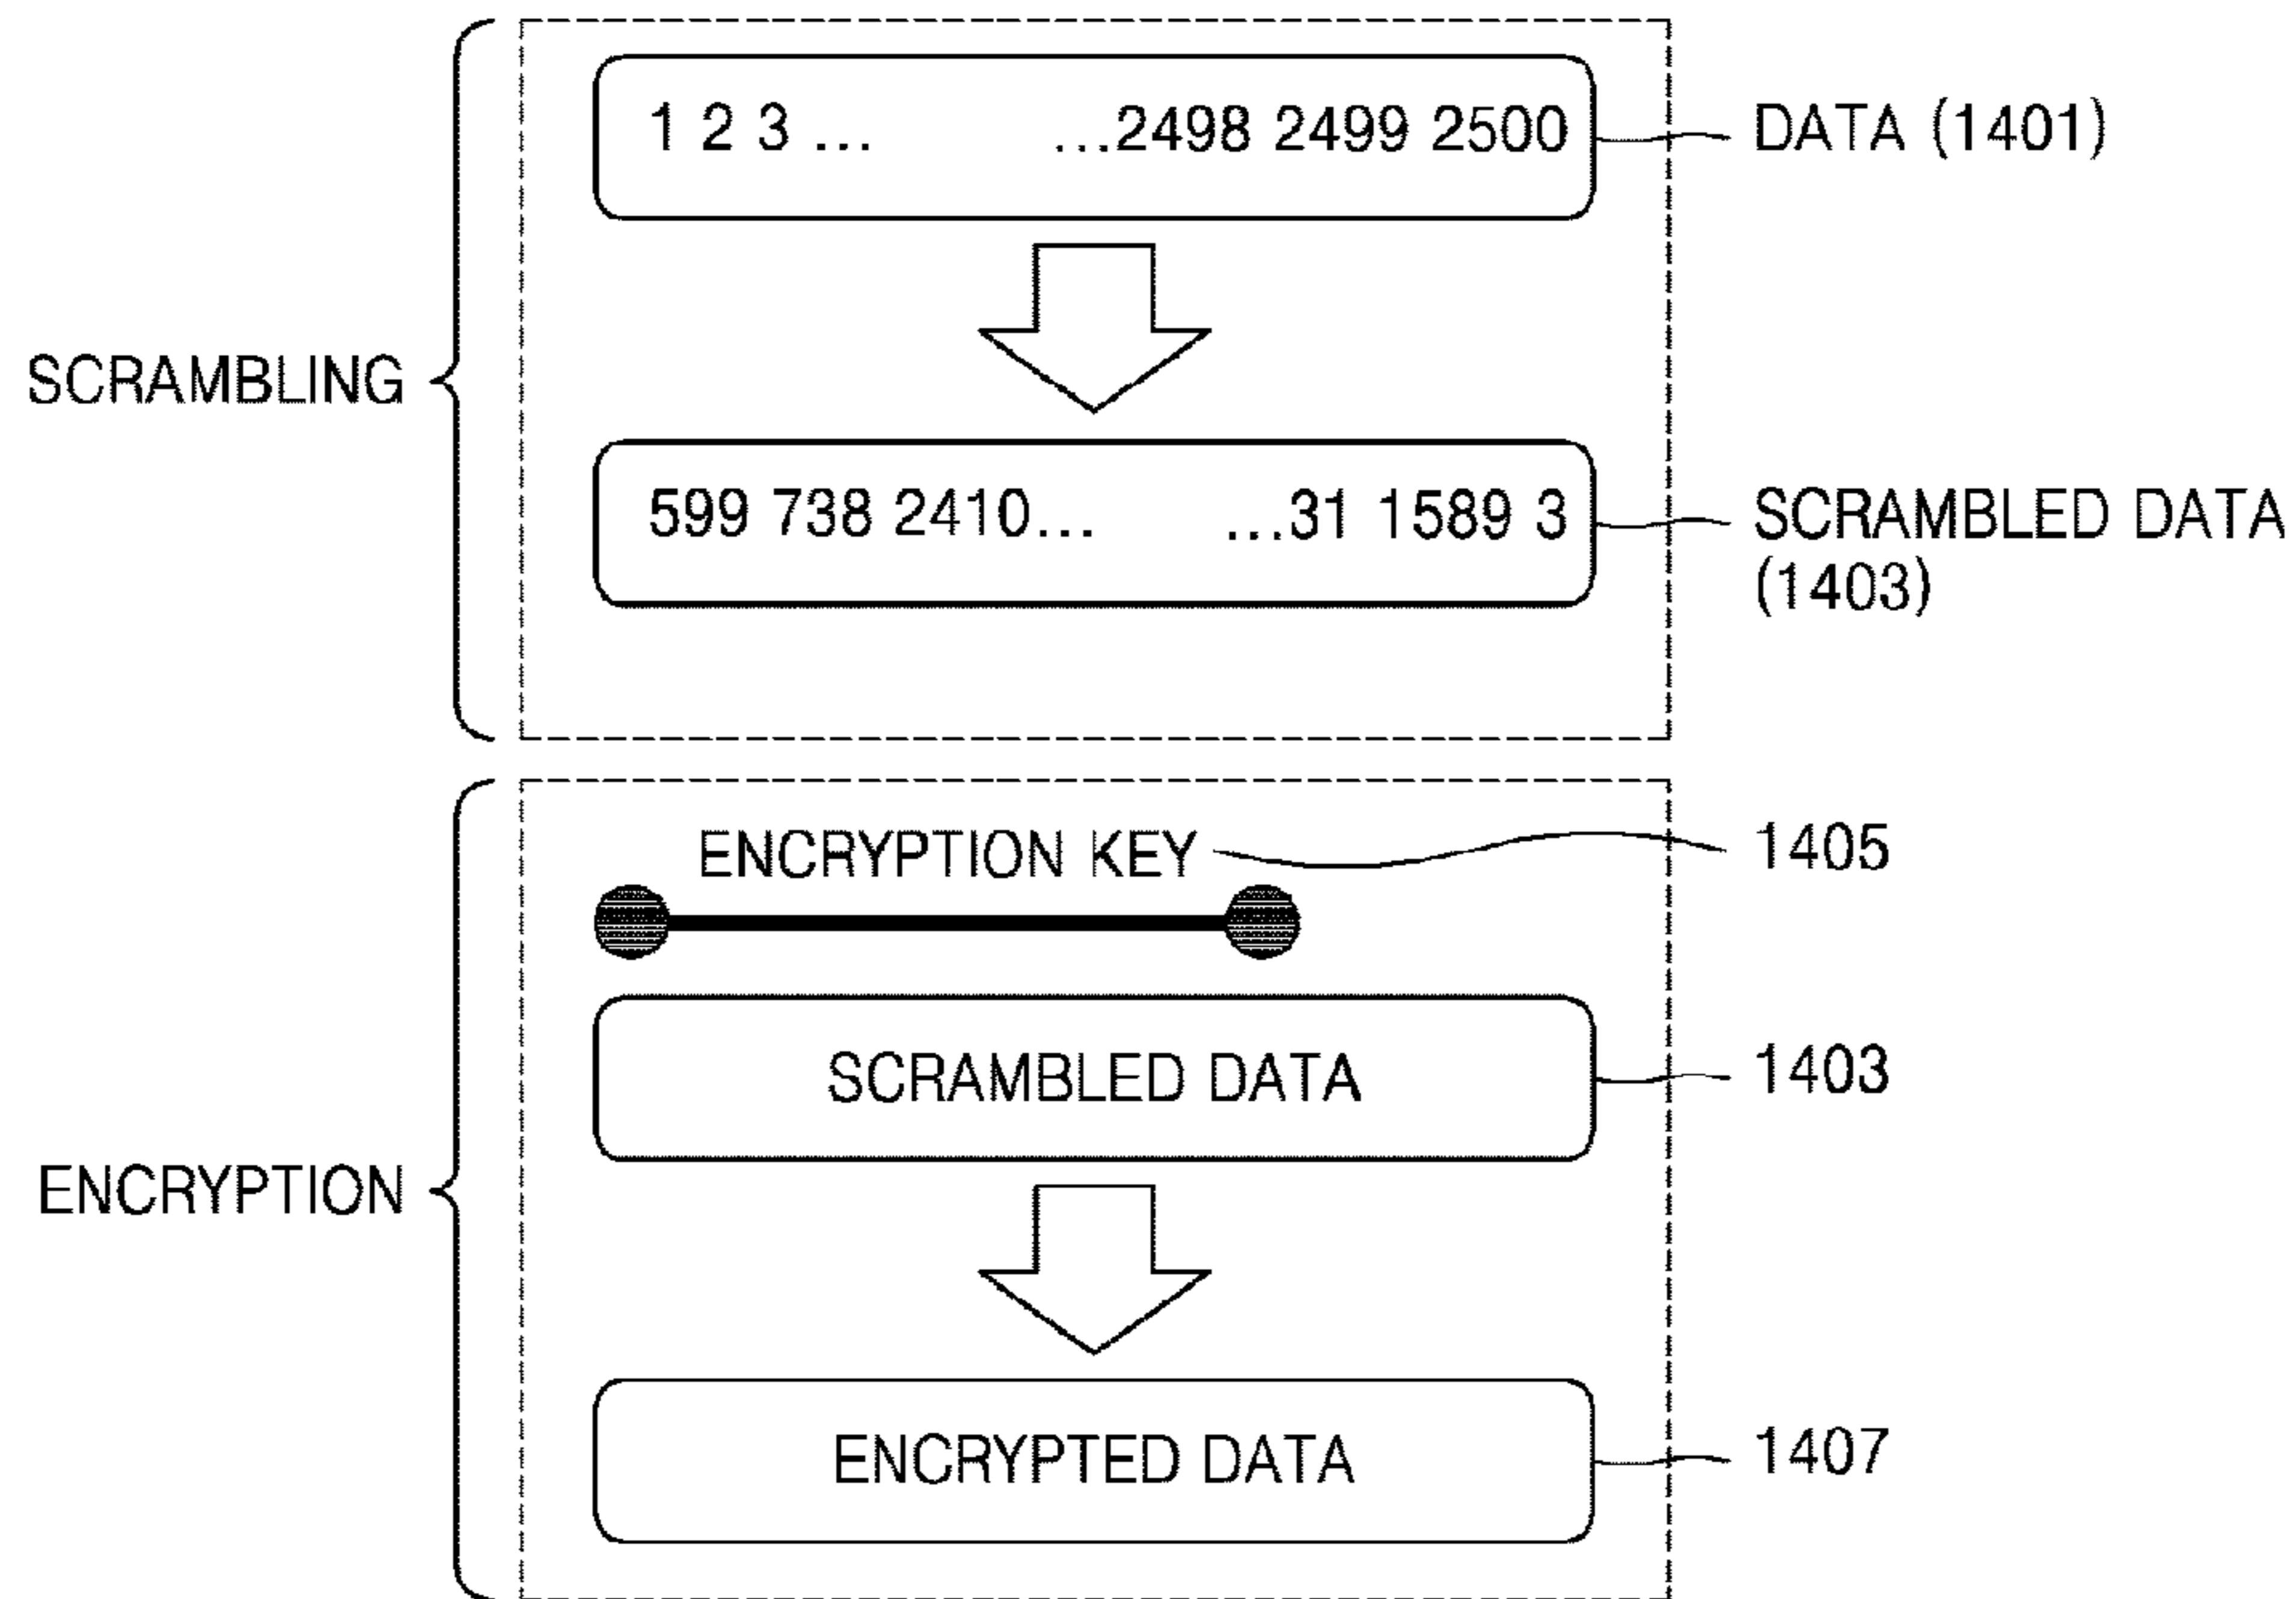 1 2 3 ... ...2498 2499 2500
DATA (1401)
SCRAMBLING
599 738 2410... ...31 1589 3
SCRAMBLED DATA
(1403)
ENCRYPTION KEY
1405
SCRAMBLED DATA
1403
ENCRYPTION
ENCRYPTED DATA
1407